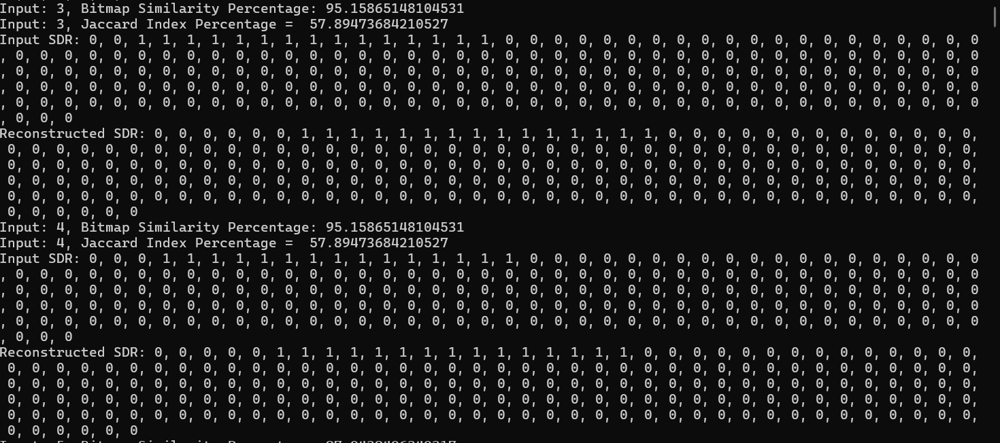 Input: 3, Bitmap Similarity Percentage: 95.15865148104531
Input: 3, Jaccard Index Percentage =  57.89473684210527
Input SDR: 0, 0, 1, 1, 1, 1, 1, 1, 1, 1, 1, 1, 1, 1, 1, 1, 1, 0, 0, 0, 0, 0, 0, 0, 0, 0, 0, 0, 0, 0, 0, 0, 0, 0, 0, 0, 0
, 0, 0, 0, 0, 0, 0, 0, 0, 0, 0, 0, 0, 0, 0, 0, 0, 0, 0, 0, 0, 0, 0, 0, 0, 0, 0, 0, 0, 0, 0, 0, 0, 0, 0, 0, 0, 0, 0, 0, 0
, 0, 0, 0, 0, 0, 0, 0, 0, 0, 0, 0, 0, 0, 0, 0, 0, 0, 0, 0, 0, 0, 0, 0, 0, 0, 0, 0, 0, 0, 0, 0, 0, 0, 0, 0, 0, 0, 0, 0, 0
, 0, 0, 0, 0, 0, 0, 0, 0, 0, 0, 0, 0, 0, 0, 0, 0, 0, 0, 0, 0, 0, 0, 0, 0, 0, 0, 0, 0, 0, 0, 0, 0, 0, 0, 0, 0, 0, 0, 0, 0
, 0, 0, 0, 0, 0, 0, 0, 0, 0, 0, 0, 0, 0, 0, 0, 0, 0, 0, 0, 0, 0, 0, 0, 0, 0, 0, 0, 0, 0, 0, 0, 0, 0, 0, 0, 0, 0, 0, 0, 0
, 0, 0, 0
Reconstructed SDR: 0, 0, 0, 0, 0, 0, 1, 1, 1, 1, 1, 1, 1, 1, 1, 1, 1, 1, 1, 1, 1, 0, 0, 0, 0, 0, 0, 0, 0, 0, 0, 0, 0, 0,
 0, 0, 0, 0, 0, 0, 0, 0, 0, 0, 0, 0, 0, 0, 0, 0, 0, 0, 0, 0, 0, 0, 0, 0, 0, 0, 0, 0, 0, 0, 0, 0, 0, 0, 0, 0, 0, 0, 0, 0,
 0, 0, 0, 0, 0, 0, 0, 0, 0, 0, 0, 0, 0, 0, 0, 0, 0, 0, 0, 0, 0, 0, 0, 0, 0, 0, 0, 0, 0, 0, 0, 0, 0, 0, 0, 0, 0, 0, 0, 0,
 0, 0, 0, 0, 0, 0, 0, 0, 0, 0, 0, 0, 0, 0, 0, 0, 0, 0, 0, 0, 0, 0, 0, 0, 0, 0, 0, 0, 0, 0, 0, 0, 0, 0, 0, 0, 0, 0, 0, 0,
 0, 0, 0, 0, 0, 0, 0, 0, 0, 0, 0, 0, 0, 0, 0, 0, 0, 0, 0, 0, 0, 0, 0, 0, 0, 0, 0, 0, 0, 0, 0, 0, 0, 0, 0, 0, 0, 0, 0, 0,
 0, 0, 0, 0, 0, 0
Input: 4, Bitmap Similarity Percentage: 95.15865148104531
Input: 4, Jaccard Index Percentage =  57.89473684210527
Input SDR: 0, 0, 0, 1, 1, 1, 1, 1, 1, 1, 1, 1, 1, 1, 1, 1, 1, 1, 0, 0, 0, 0, 0, 0, 0, 0, 0, 0, 0, 0, 0, 0, 0, 0, 0, 0, 0
, 0, 0, 0, 0, 0, 0, 0, 0, 0, 0, 0, 0, 0, 0, 0, 0, 0, 0, 0, 0, 0, 0, 0, 0, 0, 0, 0, 0, 0, 0, 0, 0, 0, 0, 0, 0, 0, 0, 0, 0
, 0, 0, 0, 0, 0, 0, 0, 0, 0, 0, 0, 0, 0, 0, 0, 0, 0, 0, 0, 0, 0, 0, 0, 0, 0, 0, 0, 0, 0, 0, 0, 0, 0, 0, 0, 0, 0, 0, 0, 0
, 0, 0, 0, 0, 0, 0, 0, 0, 0, 0, 0, 0, 0, 0, 0, 0, 0, 0, 0, 0, 0, 0, 0, 0, 0, 0, 0, 0, 0, 0, 0, 0, 0, 0, 0, 0, 0, 0, 0, 0
, 0, 0, 0, 0, 0, 0, 0, 0, 0, 0, 0, 0, 0, 0, 0, 0, 0, 0, 0, 0, 0, 0, 0, 0, 0, 0, 0, 0, 0, 0, 0, 0, 0, 0, 0, 0, 0, 0, 0, 0
, 0, 0, 0
Reconstructed SDR: 0, 0, 0, 0, 0, 1, 1, 1, 1, 1, 1, 1, 1, 1, 1, 1, 1, 1, 1, 1, 0, 0, 0, 0, 0, 0, 0, 0, 0, 0, 0, 0, 0, 0,
 0, 0, 0, 0, 0, 0, 0, 0, 0, 0, 0, 0, 0, 0, 0, 0, 0, 0, 0, 0, 0, 0, 0, 0, 0, 0, 0, 0, 0, 0, 0, 0, 0, 0, 0, 0, 0, 0, 0, 0,
 0, 0, 0, 0, 0, 0, 0, 0, 0, 0, 0, 0, 0, 0, 0, 0, 0, 0, 0, 0, 0, 0, 0, 0, 0, 0, 0, 0, 0, 0, 0, 0, 0, 0, 0, 0, 0, 0, 0, 0,
 0, 0, 0, 0, 0, 0, 0, 0, 0, 0, 0, 0, 0, 0, 0, 0, 0, 0, 0, 0, 0, 0, 0, 0, 0, 0, 0, 0, 0, 0, 0, 0, 0, 0, 0, 0, 0, 0, 0, 0,
 0, 0, 0, 0, 0, 0, 0, 0, 0, 0, 0, 0, 0, 0, 0, 0, 0, 0, 0, 0, 0, 0, 0, 0, 0, 0, 0, 0, 0, 0, 0, 0, 0, 0, 0, 0, 0, 0, 0, 0,
 0, 0, 0, 0, 0, 0